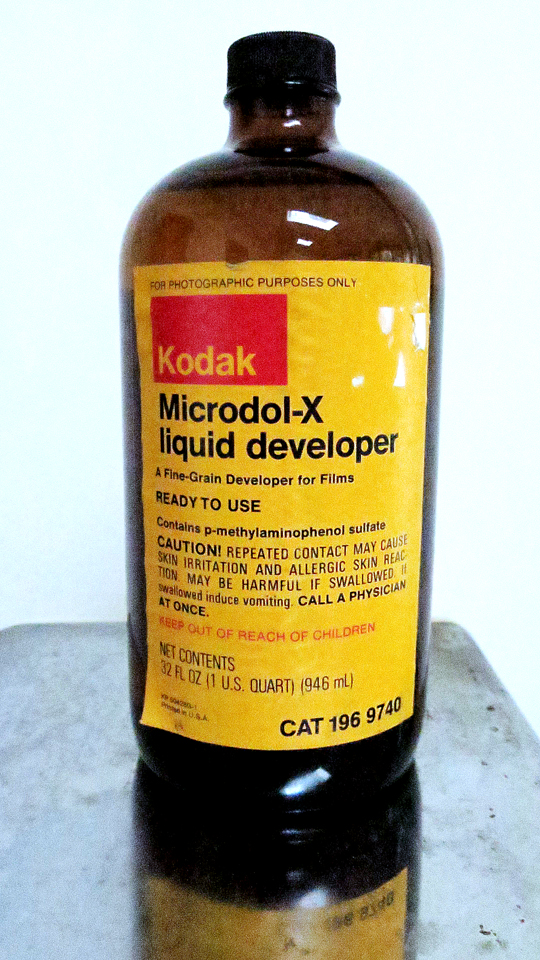 FOR PHOTOGRAPHIC PURPOSES ONLY
Kodak
Microdol-X
liquid developer
A Fine-Grain Developer for Films
READY TO USE
Contains p-methylaminophenol sulfate
CAUTION! REPEATED CONTACT MAY CAUSE
SKIN IRRITATION AND ALLERGIC SKIN REAC-
TION. MAY BE HARMFUL IF SWALLOWED. If
swallowed induce vomiting. CALL A PHYSICIAN
AT ONCE.
KEEP OUT OF REACH OF CHILDREN
NET CONTENTS
32 FL OZ (1 U.S. QUART) (946 mL)
Printed in U.S.A.
CAT 196 9740